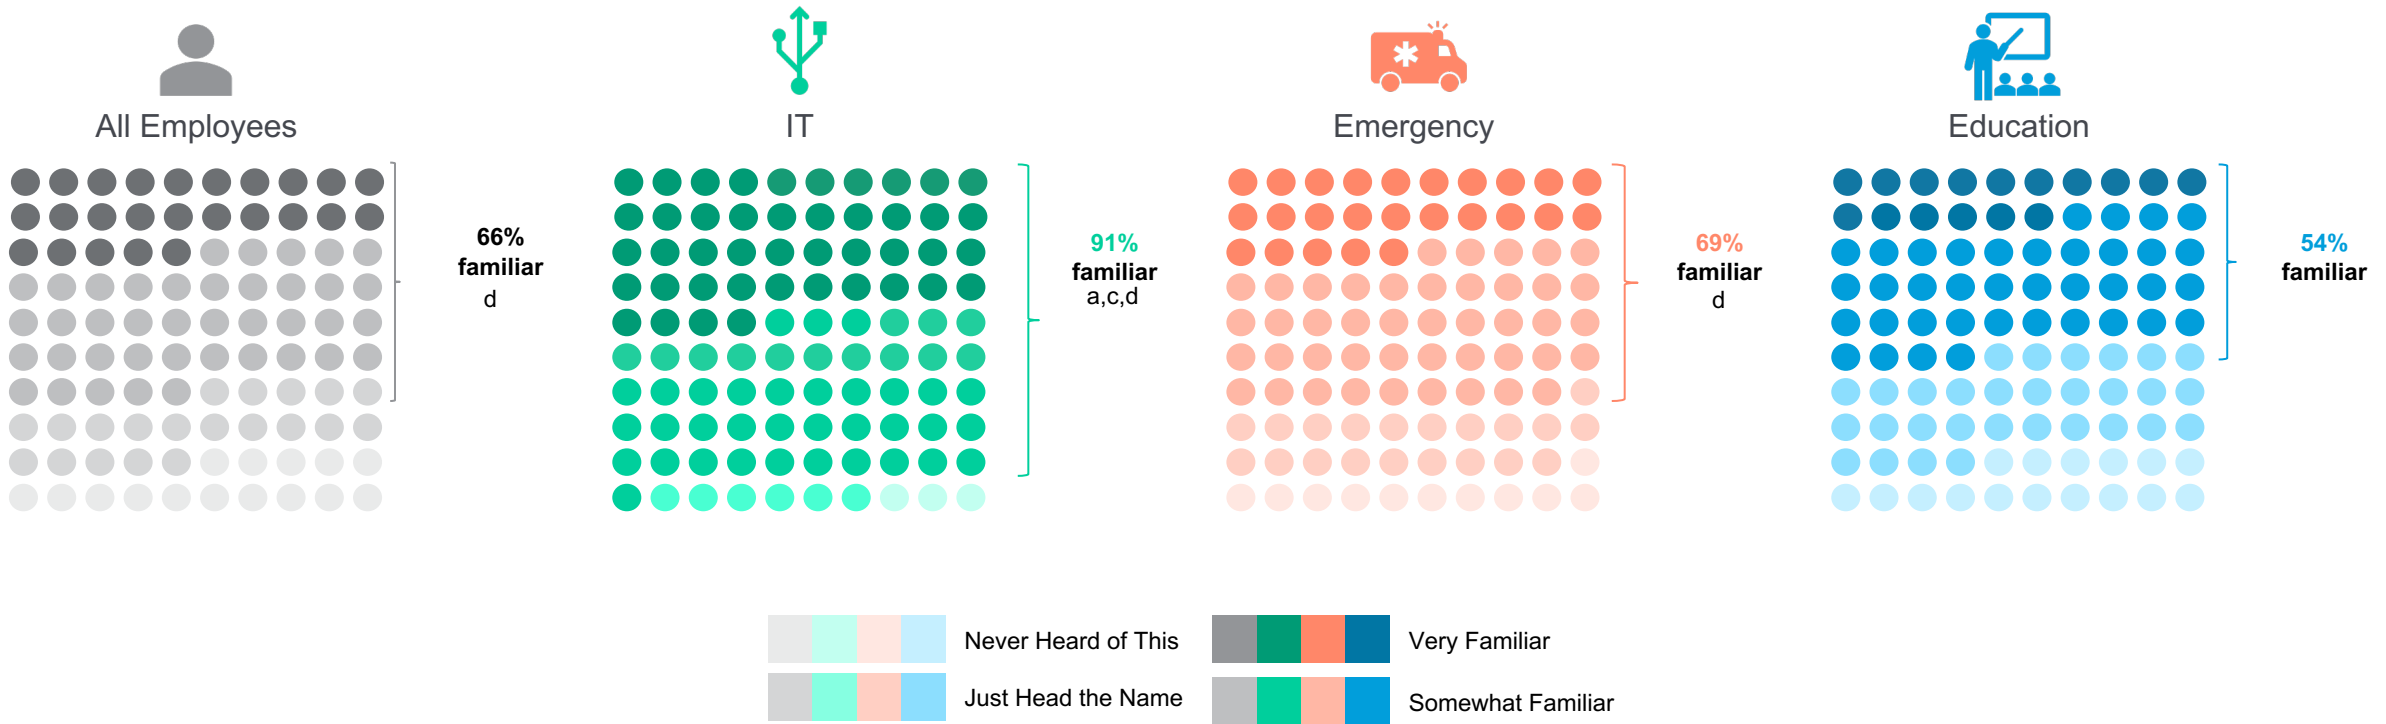 All Employees
IT
Emergency
Education
66%
familiar
d
91%
familiar
a,c,d
69%
familiar
d
54%
familiar
Never Heard of This
Very Familiar
Just Head the Name
Somewhat Familiar